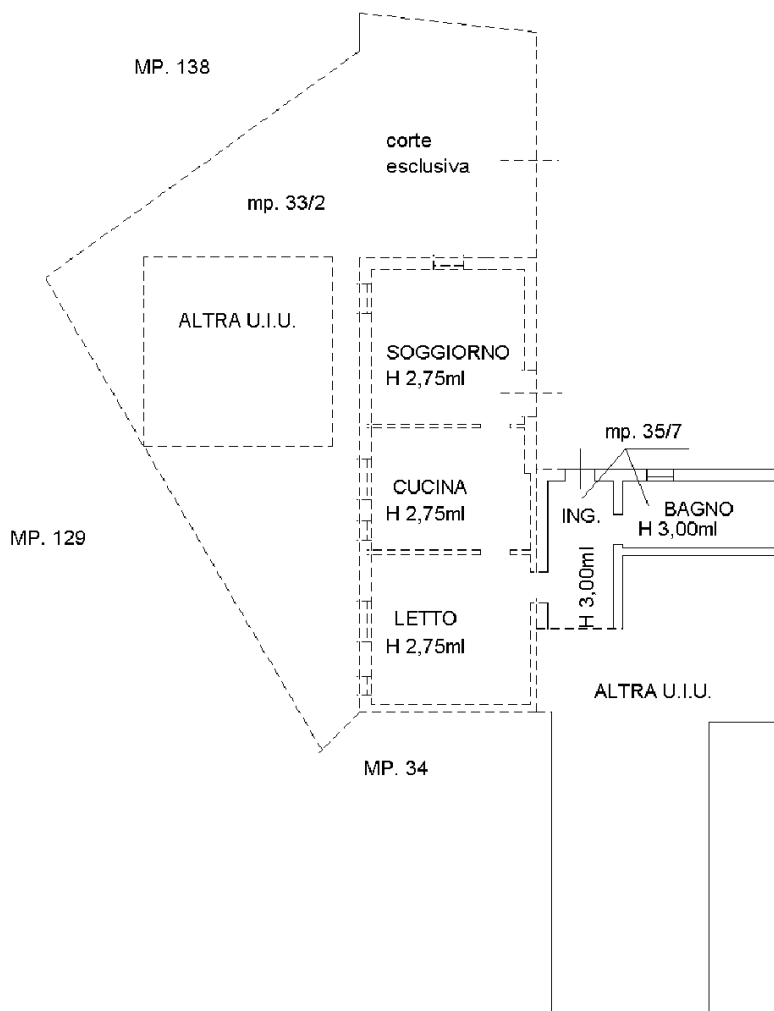 MP. 138
corte
esclusiva
mp. 33/2
ALTRA U.I.U.
SOGGIORNO
H 2,75ml
mp. 35/7
CUCINA
H 2,75ml
ING.
BAGNO
H 3,00ml
MP. 129
H 3,00ml
LETTO
H 2,75ml
ALTRA U.I.U.
MP. 34